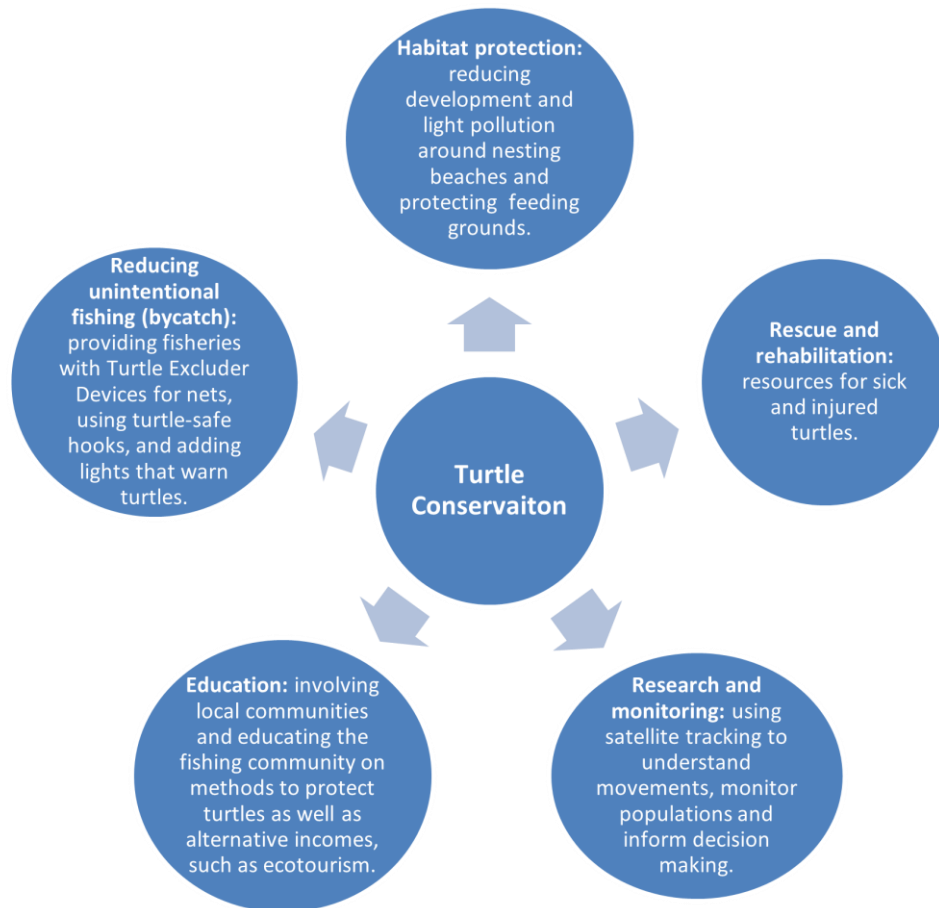 Habitat protection:
reducing
development and
light pollution
around nesting
beaches and
protecting  feeding
grounds.
Reducing
unintentional
fishing (bycatch):
providing fisheries
with Turtle Excluder
Devices for nets,
using turtle-safe
hooks, and adding
lights that warn
turtles.
Rescue and
rehabilitation:
resources for sick
and injured
turtles.
Turtle
Conservaiton
Education: involving
local communities
and educating the
fishing community on
methods to protect
turtles as well as
alternative incomes,
such as ecotourism.
Research and
monitoring: using
satellite tracking to
understand
movements, monitor
populations and
inform decision
making.